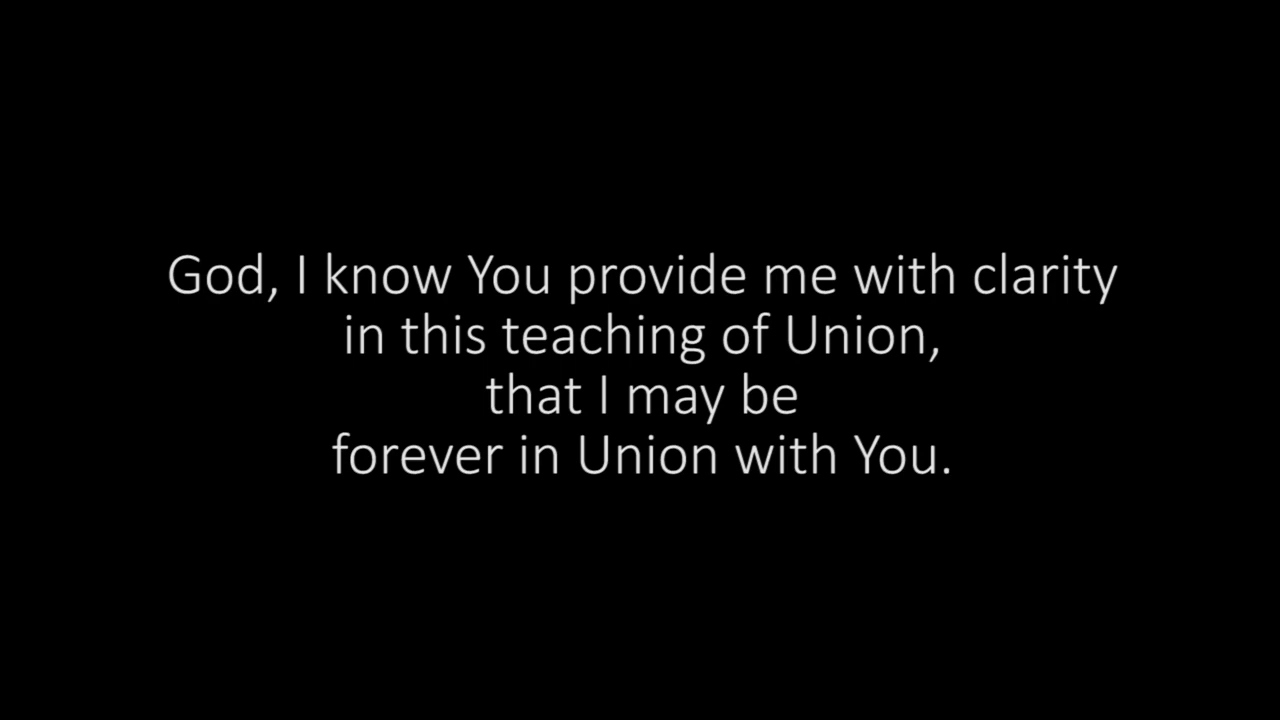 God, I know You provide me with clarity
in this teaching of Union,
that I may be
forever in Union with You.